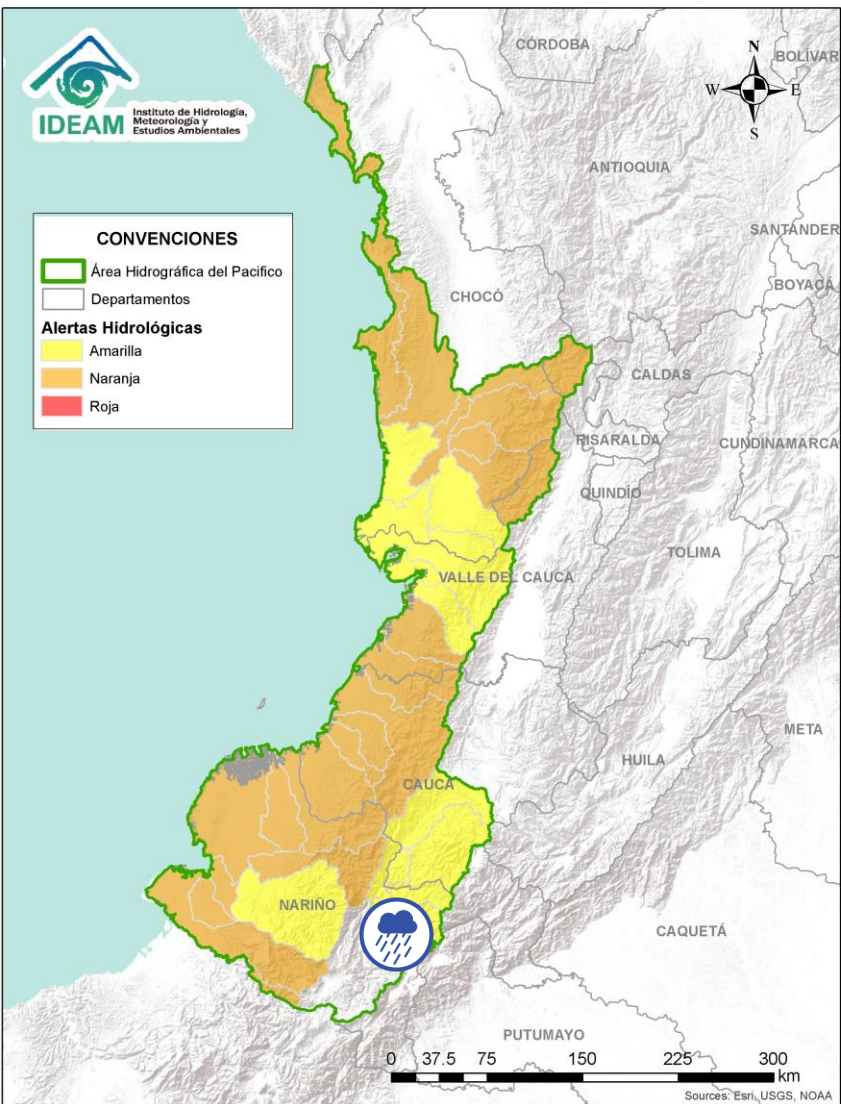 IDEAM
Instituto de Hidrología,
Meteorología y
Estudios Ambientales
CÓRDOBA
BOLÍVAR
N
W
E
S
ANTIOQUIA
SANTANDER
BOYACÁ
CONVENCIONES
Área Hidrográfica del Pacifico
Departamentos
Alertas Hidrológicas
Amarilla
Naranja
Roja
CHOCÓ
CALDAS
RISARALDA
CUNDINAMARCA
QUINDÍO
TOLIMA
VALLE DEL CAUCA
META
HUILA
CAUCA
NARIÑO
CAQUETÁ
PUTUMAYO
0 37.5 75 150 225 300
km
Sources: Esri, USGS, NOAA